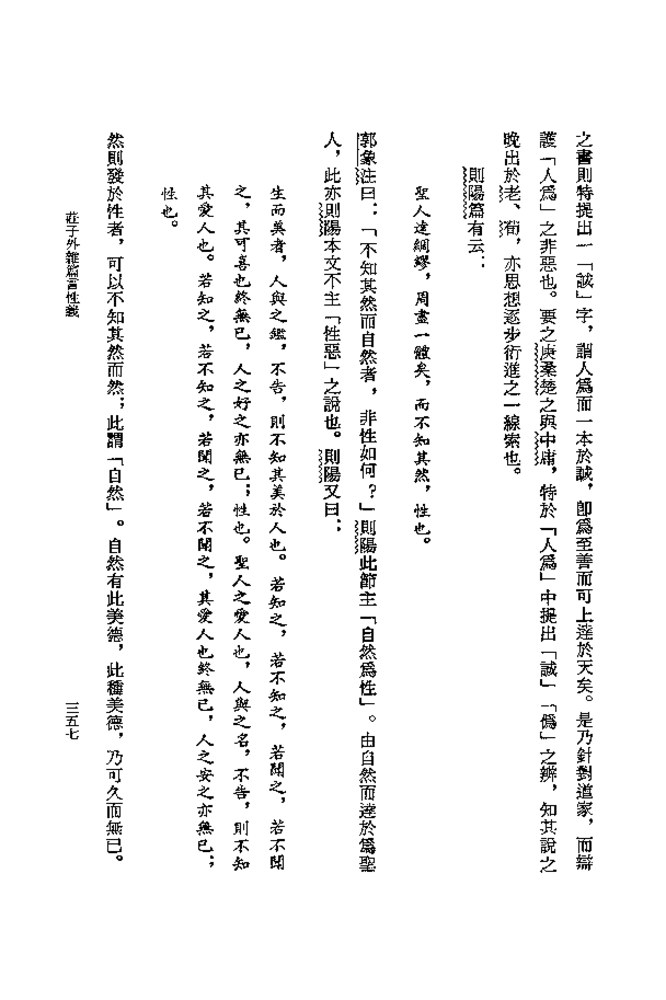 之書則特提出一「誠」字，謂人為而一本於誠，卽為至善而可上達於天矣。是乃針對道家，而辯
護「人為」之非惡也。要之庚桑楚之與中庸，特於「人為」中提出「誠」「偽」之辨，知其說之
晚出於老、荀，亦思想逐步衍進之一線索也。
則陽篇有云：
聖人達綢繆，周盡一體矣，而不知其然，性也。
郭象注曰：「不知其然而自然者，非性如何？」則陽此節主「自然為性」。由自然而達於為聖
人，此亦則陽本文不主「性惡」之說也。則陽又曰：
生而美者，人與之鑑，不告，則不知其美於人也。若知之，若不知之，若聞之，若不聞
之，其可喜也終無已，人之好之亦無已；性也。聖人之愛人也，人與之名，不告，則不知
其愛人也。若知之，若不知之，若聞之，若不聞之，其愛人也終無已，人之安之亦無已；
性也。
然則發於性者，可以不知其然而然；此謂「自然」。自然有此美德，此種美德，乃可久而無已。
莊子外雜篇言性義
三五七